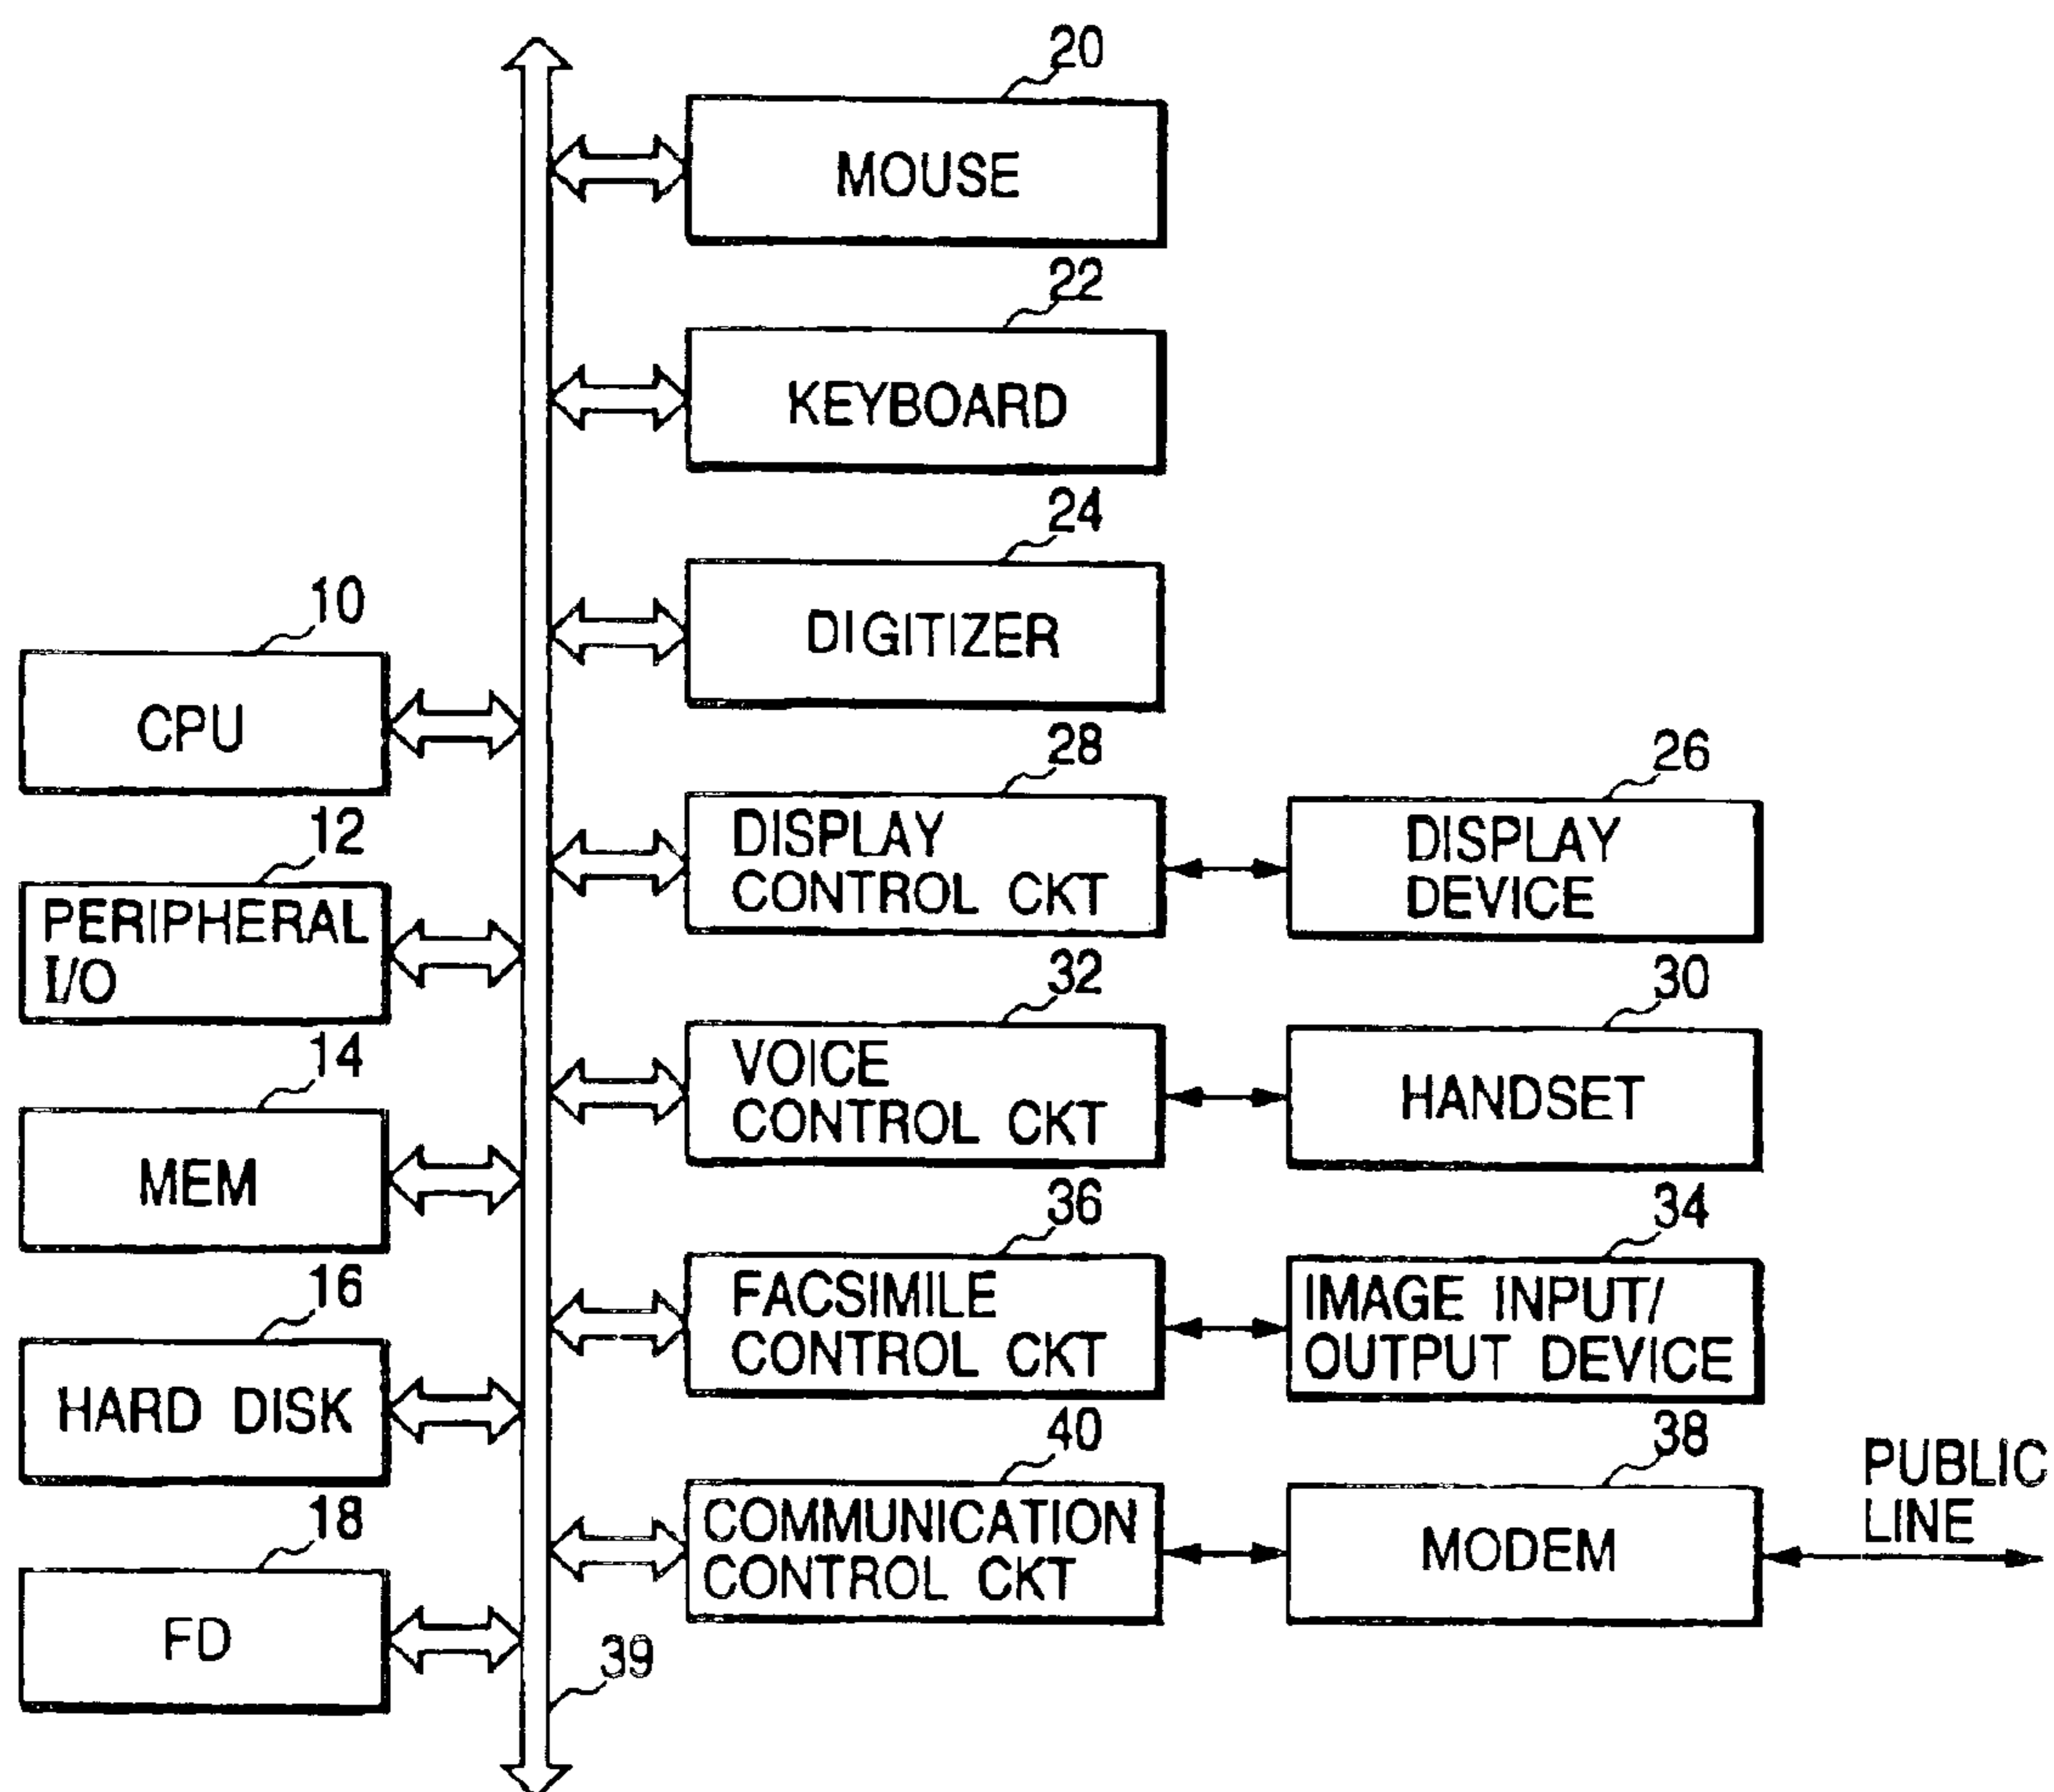 20
MOUSE
22
KEYBOARD
24
DIGITIZER
10
CPU
28
DISPLAY
CONTROL CKT
26
DISPLAY
DEVICE
12
PERIPHERAL
I/O
32
VOICE
CONTROL CKT
30
HANDSET
14
MEM
36
FACSIMILE
CONTROL CKT
34
IMAGE INPUT/
OUTPUT DEVICE
16
HARD DISK
40
COMMUNICATION
CONTROL CKT
38
MODEM
PUBLIC
LINE
18
FD
39